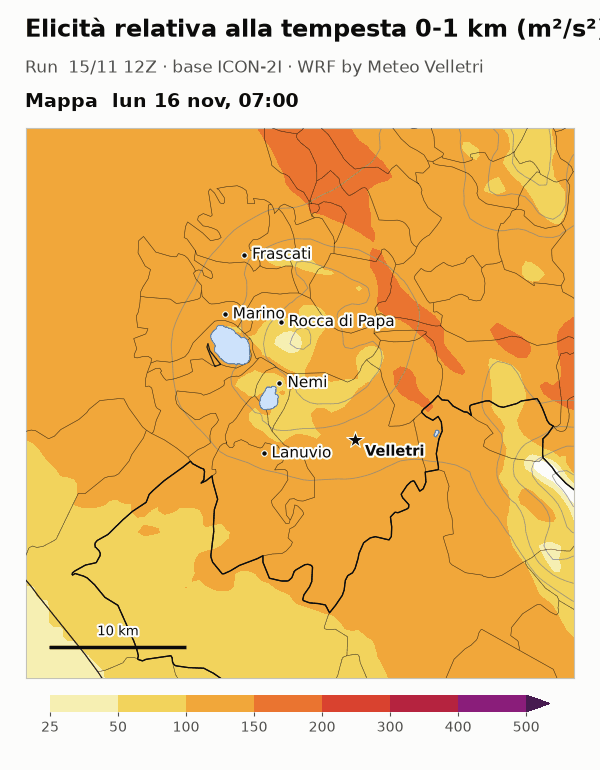 Elicità relativa alla tempesta 0-1 km (m²/s²)
Run 15/11 12Z · base ICON-2I · WRF by Meteo Velletri
Mappa lun 16 nov, 07:00
Frascati
Marino
Rocca di Papa
Nemi
Velletri
Lanuvio
10 km
25 50 100 150 200 300 400 500